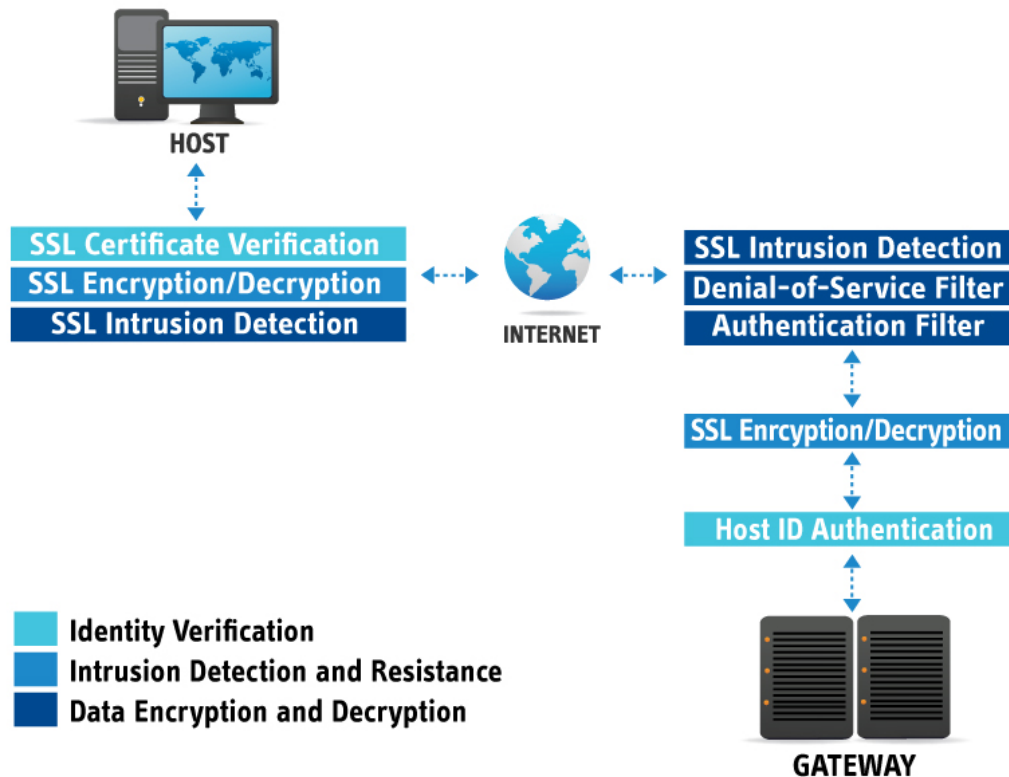 HOST
SSL Certificate Verification
SSL Encryption/Decryption
SSL Intrusion Detection
INTERNET
SSL Intrusion Detection
Denial-of-Service Filter
Authentication Filter
SSL Enrcyption/Decryption
Host ID Authentication
Identity Verification
Intrusion Detection and Resistance
Data Encryption and Decryption
GATEWAY